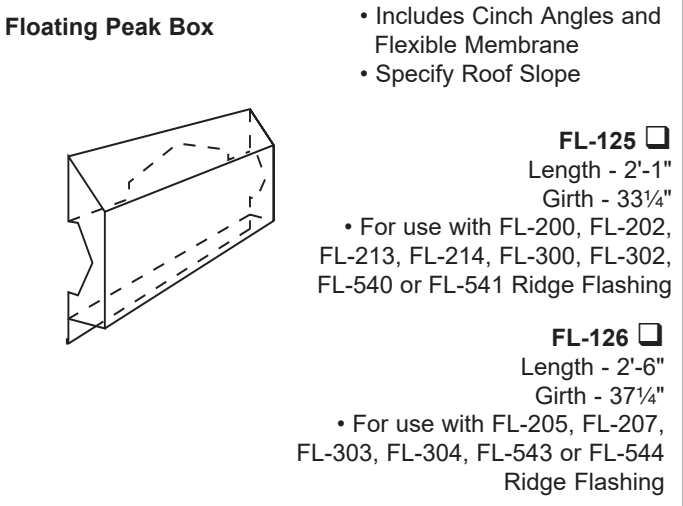 Floating Peak Box
• Includes Cinch Angles and
Flexible Membrane
• Specify Roof Slope
FL-125 ❑
Length - 2'-1"
Girth - 33¼"
• For use with FL-200, FL-202,
FL-213, FL-214, FL-300, FL-302,
FL-540 or FL-541 Ridge Flashing
FL-126 ❑
Length - 2'-6"
Girth - 37¼"
• For use with FL-205, FL-207,
FL-303, FL-304, FL-543 or FL-544
Ridge Flashing